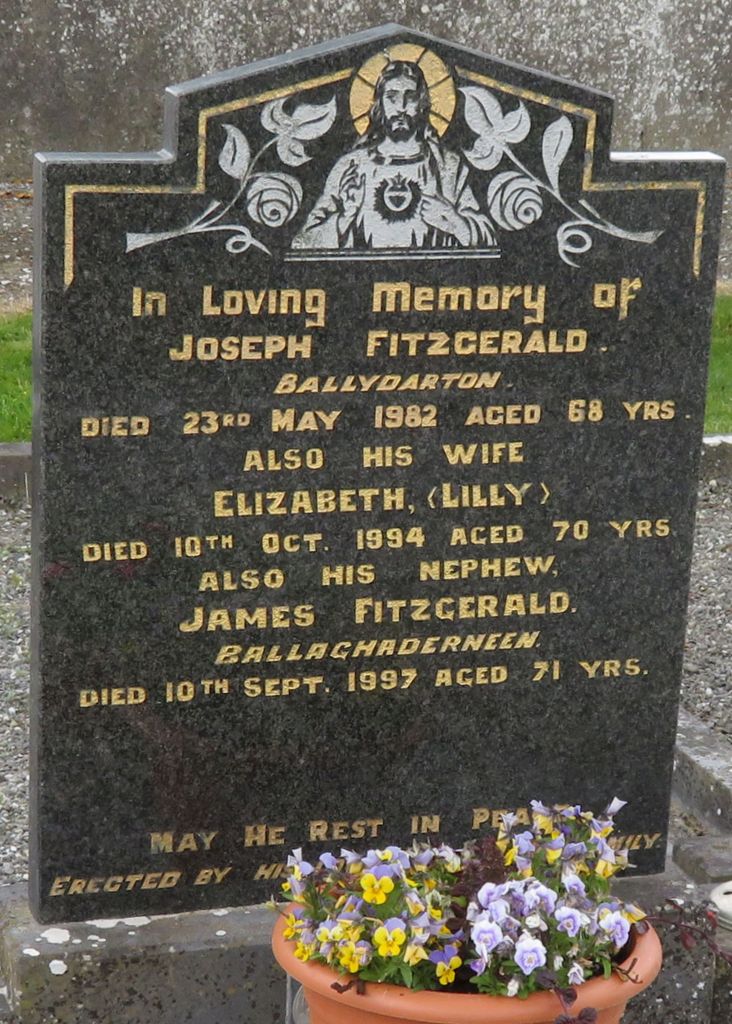 In Loving Memory of
JOSEPH FITZGERALD.
BALLYDARTON.
DIED 23RD MAY 1982 AGED 68 YRS.
ALSO HIS WIFE
ELIZABETH, (LILLY)
DIED 10TH OCT. 1994 AGED 70 YRS
ALSO HIS NEPHEW,
JAMES FITZGERALD.
BALLAGHADERNEEN.
DIED 10TH SEPT. 1997 AGED 71 YRS.
MAY HE REST IN
ERECTED BY